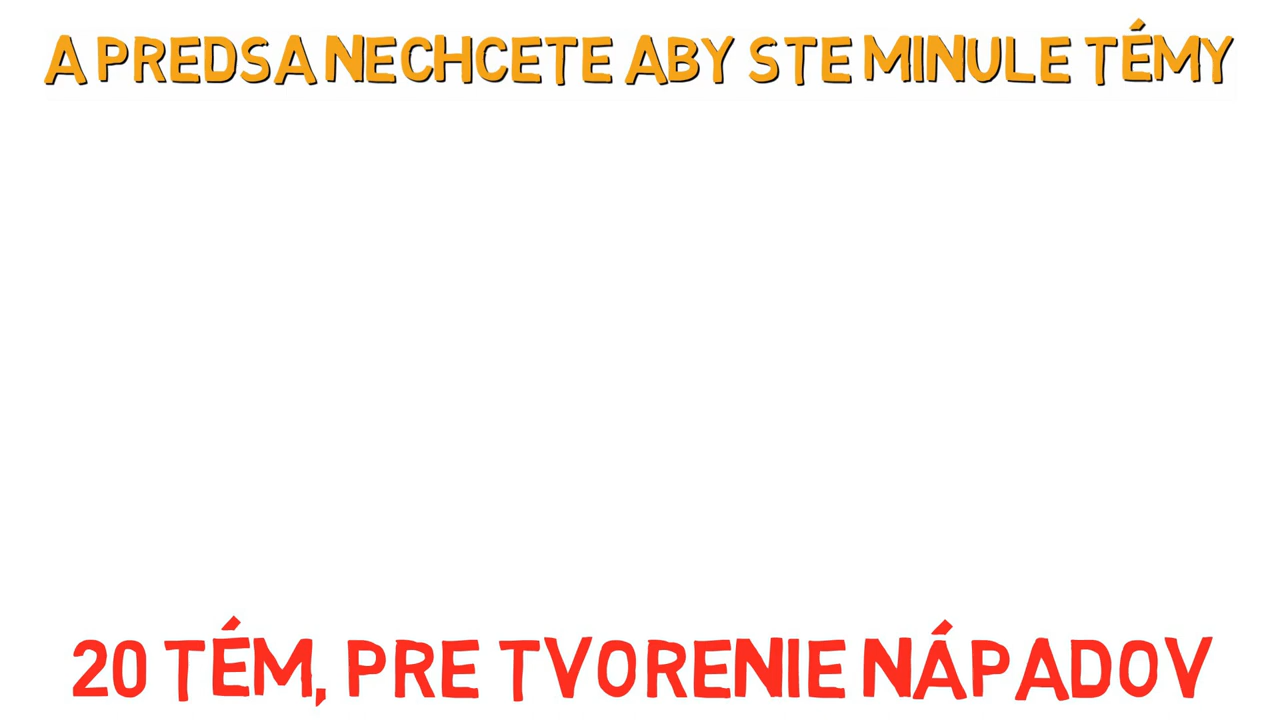 A PREDSA NECHCETE ABY STE MINULE TÉMY
20 TÉM, PRE TVORENIE NÁPADOV